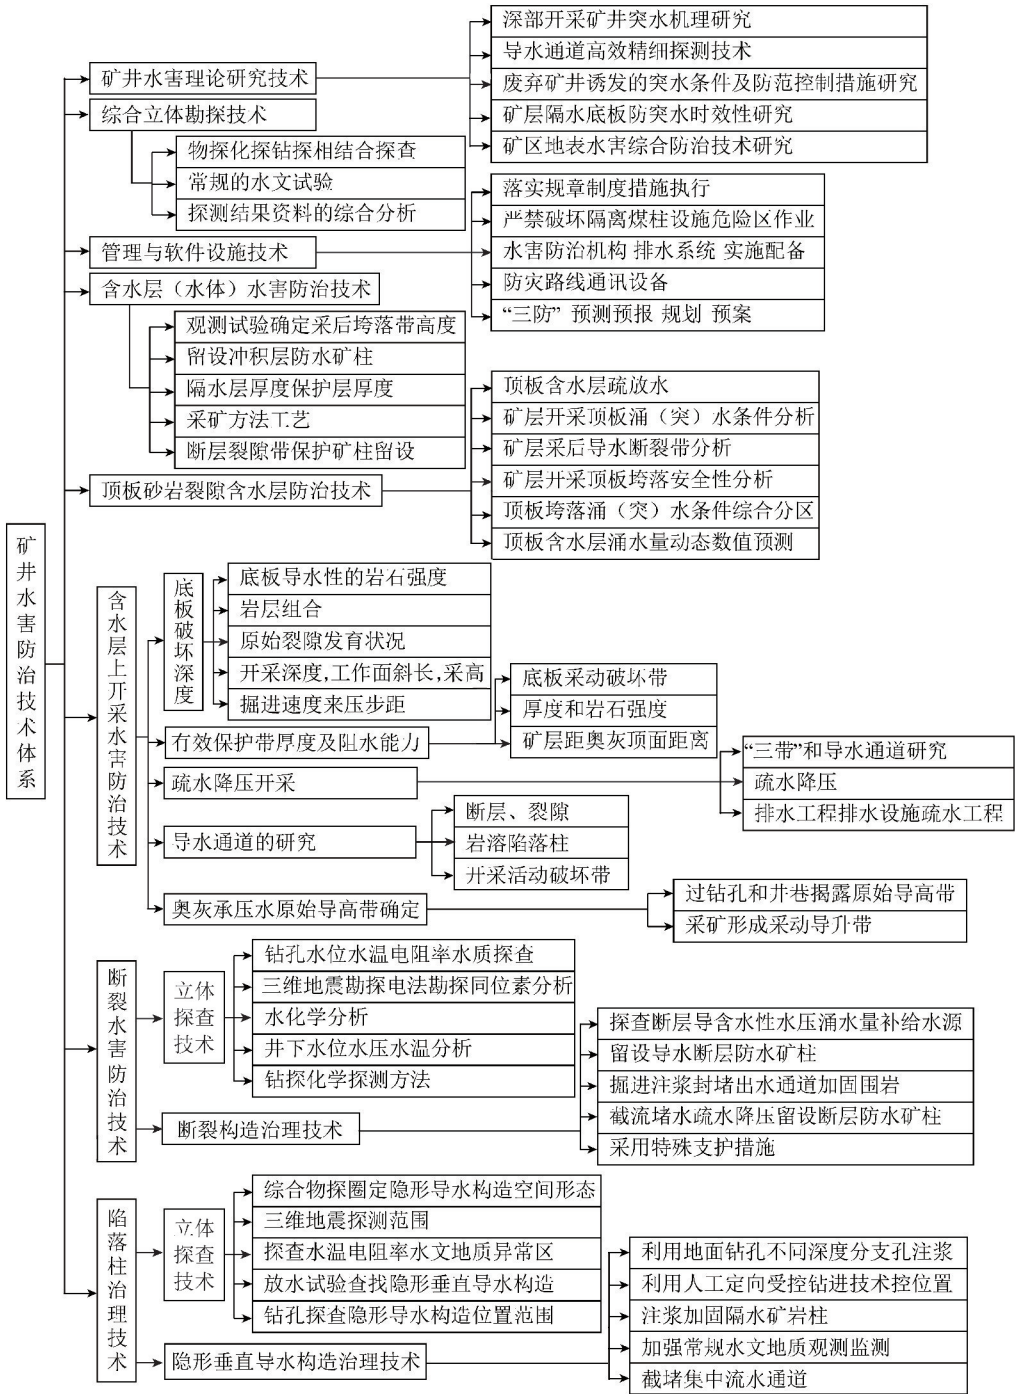 矿井水害防治技术体系
矿井水害理论研究技术
深部开采矿井突水机理研究
导水通道高效精细探测技术
废弃矿井诱发的突水条件及防范控制措施研究
矿层隔水底板防突水时效性研究
矿区地表水害综合防治技术研究
综合立体勘探技术
物探化探钻探相结合探查
常规的水文试验
探测结果资料的综合分析
管理与软件设施技术
落实规章制度措施执行
严禁破坏隔离煤柱设施危险区作业
水害防治机构 排水系统 实施配备
防灾路线通讯设备
“三防” 预测预报 规划 预案
含水层（水体）水害防治技术
观测试验确定采后垮落带高度
留设冲积层防水矿柱
隔水层厚度保护层厚度
采矿方法工艺
断层裂隙带保护矿柱留设
顶板砂岩裂隙含水层防治技术
顶板含水层疏放水
矿层开采顶板涌（突）水条件分析
矿层采后导水断裂带分析
矿层开采顶板垮落安全性分析
顶板垮落涌（突）水条件综合分区
顶板含水层涌水量动态数值预测
含水层上开采水害防治技术
底板破坏深度
底板导水性的岩石强度
岩层组合
原始裂隙发育状况
开采深度,工作面斜长,采高
掘进速度来压步距
有效保护带厚度及阻水能力
底板采动破坏带
厚度和岩石强度
矿层距奥灰顶面距离
疏水降压开采
“三带”和导水通道研究
疏水降压
排水工程排水设施疏水工程
导水通道的研究
断层、裂隙
岩溶陷落柱
开采活动破坏带
奥灰承压水原始导高带确定
过钻孔和井巷揭露原始导高带
采矿形成采动导升带
断裂水害防治技术
立体
探查
技术
钻孔水位水温电阻率水质探查
三维地震勘探电法勘探同位素分析
水化学分析
井下水位水压水温分析
钻探化学探测方法
断裂构造治理技术
探查断层导含水性水压涌水量补给水源
留设导水断层防水矿柱
掘进注浆封堵出水通道加固围岩
截流堵水疏水降压留设断层防水矿柱
采用特殊支护措施
陷落柱治理技术
立体
探查
技术
综合物探圈定隐形导水构造空间形态
三维地震探测范围
探查水温电阻率水文地质异常区
放水试验查找隐形垂直导水构造
钻孔探查隐形导水构造位置范围
隐形垂直导水构造治理技术
利用地面钻孔不同深度分支孔注浆
利用人工定向受控钻进技术控位置
注浆加固隔水矿岩柱
加强常规水文地质观测监测
截堵集中流水通道